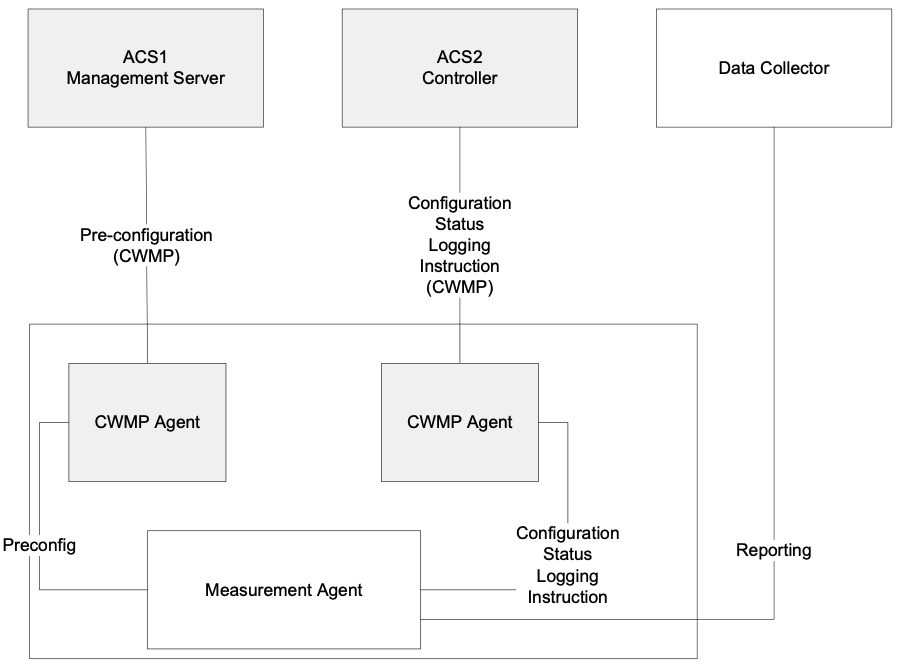 ACS1
Management Server
ACS2
Controller
Data Collector
Pre-configuration
(CWMP)
Configuration
Status
Logging
Instruction
(CWMP)
CWMP Agent
CWMP Agent
Preconfig
Measurement Agent
Configuration
Status
Logging
Instruction
Reporting